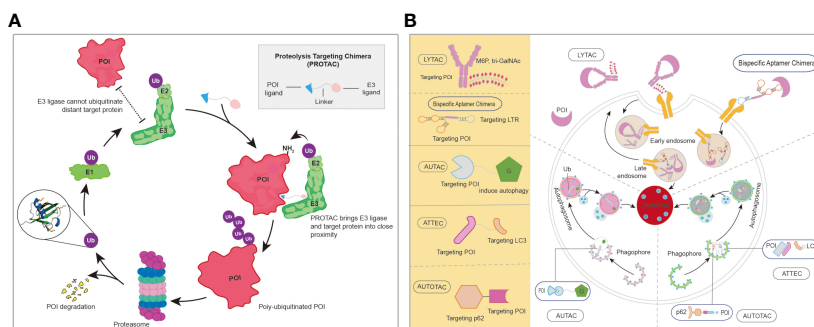 A
Ub
POI
E2
E3
E3 ligase cannot ubiquitinate
distant target protein
Proteolysis Targeting Chimera
(PROTAC)
POI
ligand
Linker
E3
ligand
Ub
E1
POI
NH₂
Ub
E2
E3
PROTAC brings E3 ligase
and target protein into close
proximity
Ub
Ub
Ub
Ub
POI
Poly-ubiquitinated POI
Ub
POI degradation
Proteasome
B
LYTAC
M6P, tri-GalNAc
Targeting POI
Bispecific Aptamer Chimera
Targeting LTR
Targeting POI
AUTAC
Targeting POI
induce autophagy
ATTEC
Targeting POI
Targeting LC3
AUTOTAC
Targeting p62
Targeting POI
LYTAC
Bispecific Aptamer Chimera
POI
Early endosome
Late
endosome
Ub
Autophagosome
Autophagosome
Phagophore
Phagophore
POI
AUTAC
POI
LC
ATTEC
p62
POI
AUTOTAC